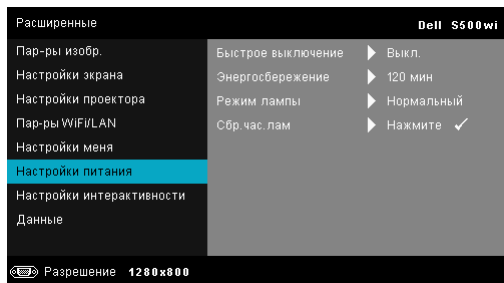 Расширенные
Dell S500wi
Пар-ры изобр.
Настройки экрана
Настройки проектора
Пар-ры WiFi/LAN
Настройки меня
Настройки питания
Настройки интерактивности
Данные
Быстрое выключение Выкл.
Энергосбережение 120 мин
Режим лампы Нормальный
Сбр.час.лам Нажмите
Разрешение 1280x800